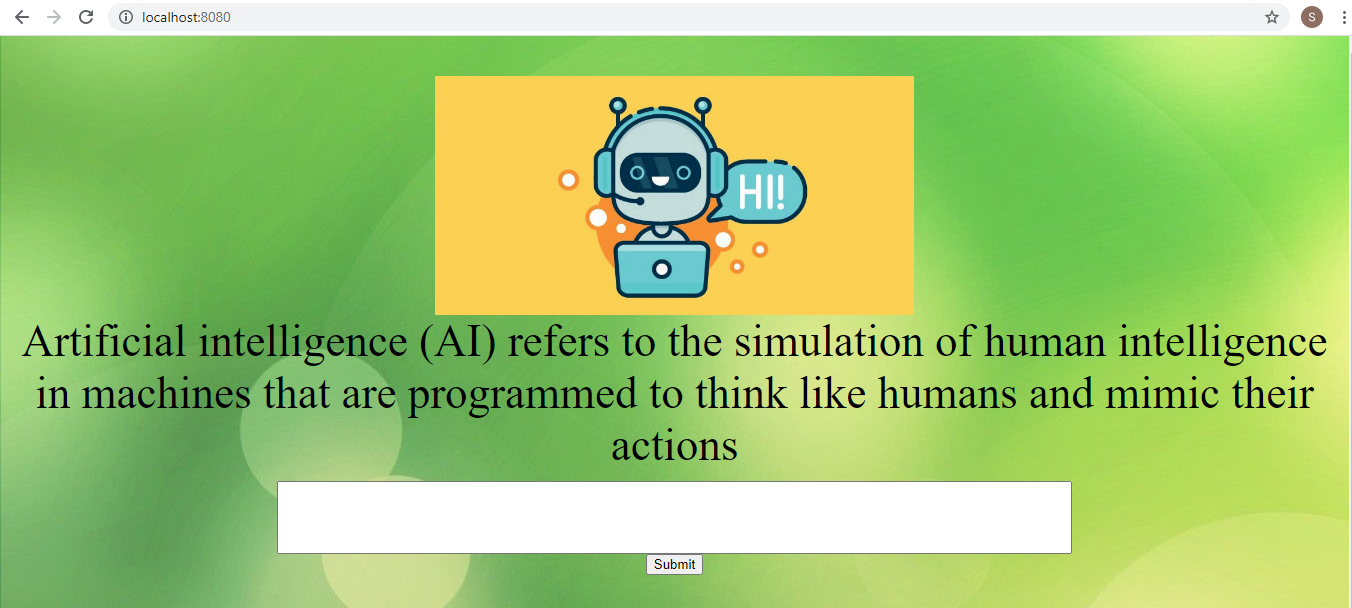 localhost:8080
S
HI!
Artificial intelligence (AI) refers to the simulation of human intelligence
in machines that are programmed to think like humans and mimic their
actions
Submit